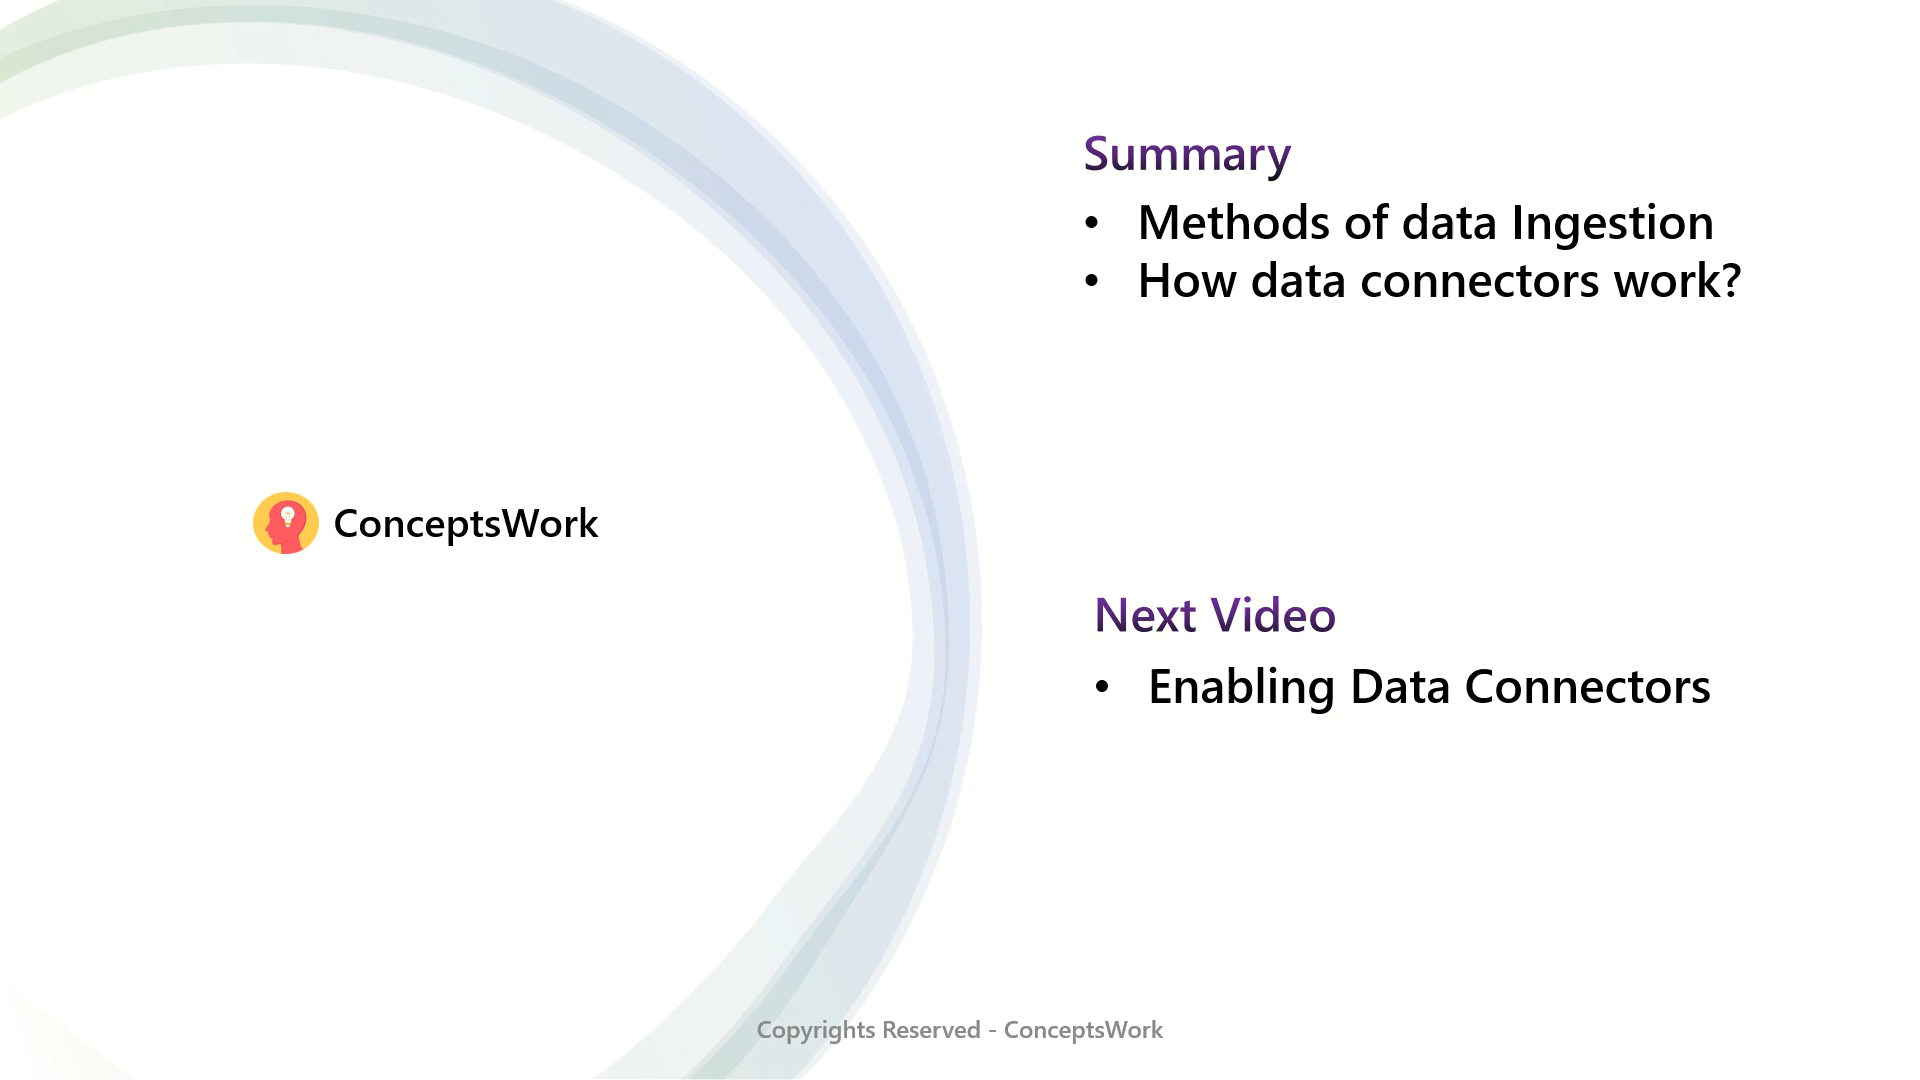 Summary
• Methods of data Ingestion
• How data connectors work?
ConceptsWork
Next Video
• Enabling Data Connectors
Copyrights Reserved - ConceptsWork